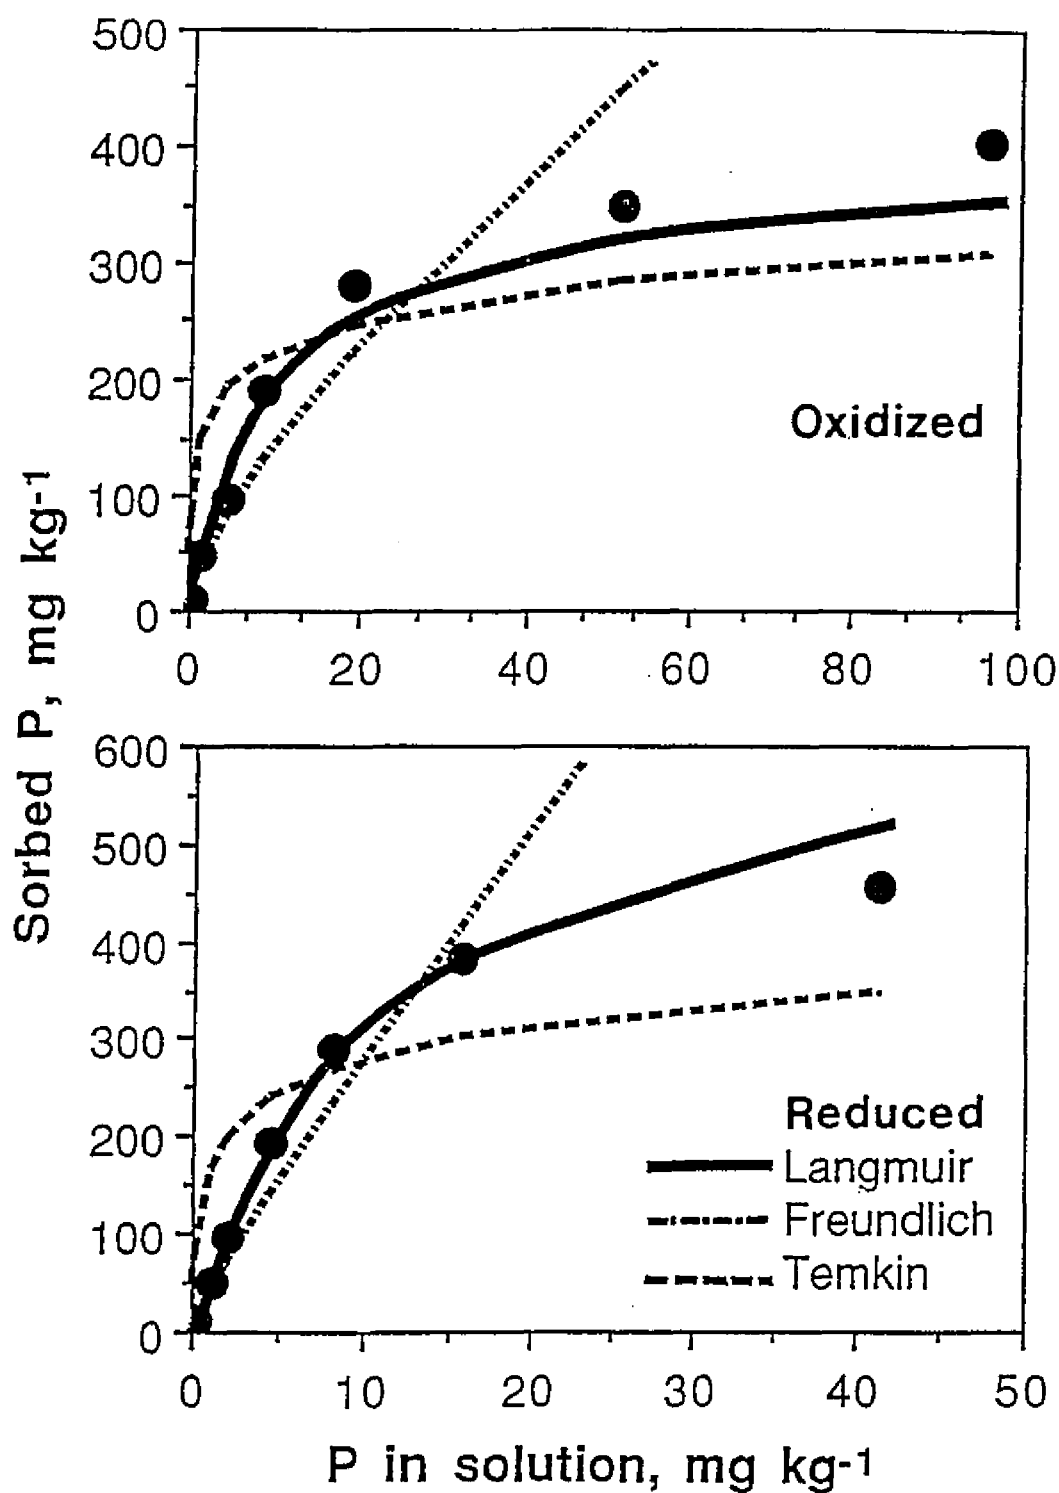 Sorbed P, mg kg-1
500
400
300
200
100
0
Oxidized
0 20 40 60 80 100
600
500
400
300
200
100
0
Reduced
Langmuir
Freundlich
Temkin
0 10 20 30 40 50
P in solution, mg kg-1